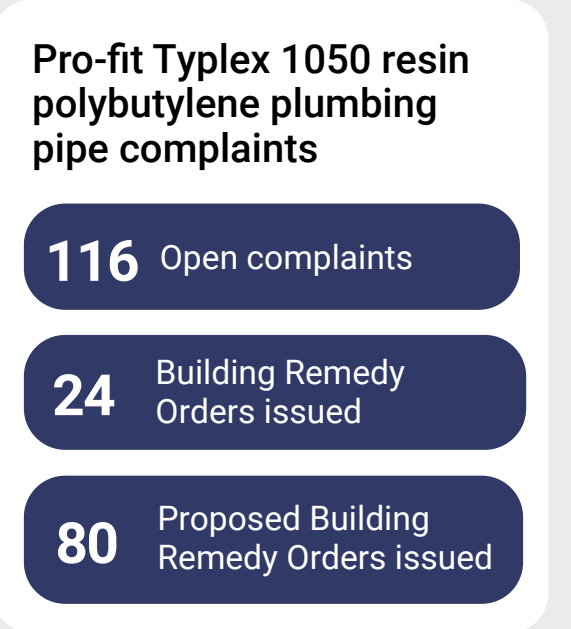 Pro-fit Typlex 1050 resin
polybutylene plumbing
pipe complaints
116 Open complaints
24 Building Remedy
Orders issued
80 Proposed Building
Remedy Orders issued